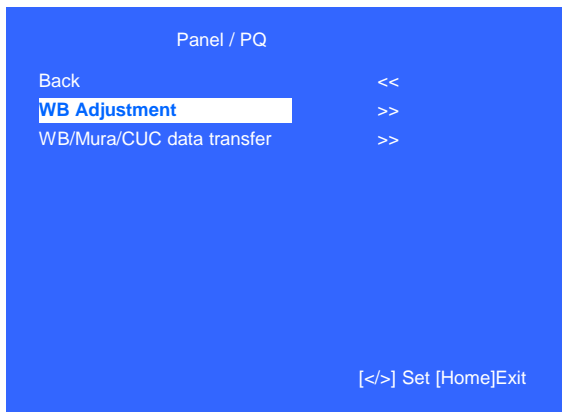 Panel / PQ
Back <<
WB Adjustment >>
WB/Mura/CUC data transfer >>
[</>] Set [Home]Exit